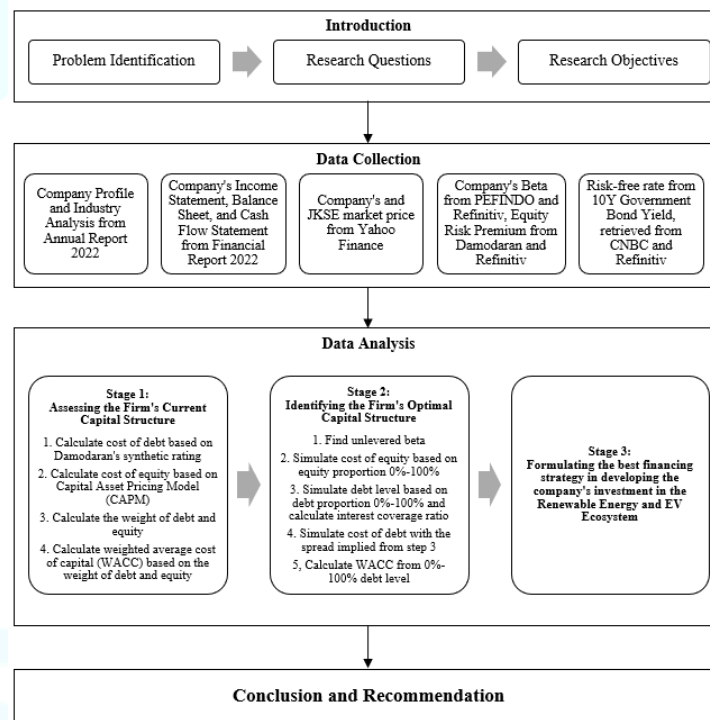 Introduction
Problem Identification
Research Questions
Research Objectives
Data Collection
Company Profile
and Industry
Analysis from
Annual Report
2022
Company's Income
Statement, Balance
Sheet, and Cash
Flow Statement
from Financial
Report 2022
Company's and
JKSE market price
from Yahoo
Finance
Company's Beta
from PEFINDO and
Refinitiv, Equity
Risk Premium from
Damodaran and
Refinitiv
Risk-free rate from
10Y Government
Bond Yield,
retrieved from
CNBC and
Refinitiv
Data Analysis
Stage 1:
Assessing the Firm's Current
Capital Structure
1. Calculate cost of debt based on
Damodaran's synthetic rating
2. Calculate cost of equity based on
Capital Asset Pricing Model
(CAPM)
3. Calculate the weight of debt and
equity
4. Calculate weighted average cost
of capital (WACC) based on the
weight of debt and equity
Stage 2:
Identifying the Firm's Optimal
Capital Structure
1. Find unlevered beta
2. Simulate cost of equity based on
equity proportion 0%-100%
3. Simulate debt level based on
debt proportion 0%-100% and
calculate interest coverage ratio
4. Simulate cost of debt with the
spread implied from step 3
5, Calculate WACC from 0%-
100% debt level
Stage 3:
Formulating the best financing
strategy in developing the
company's investment in the
Renewable Energy and EV
Ecosystem
Conclusion and Recommendation